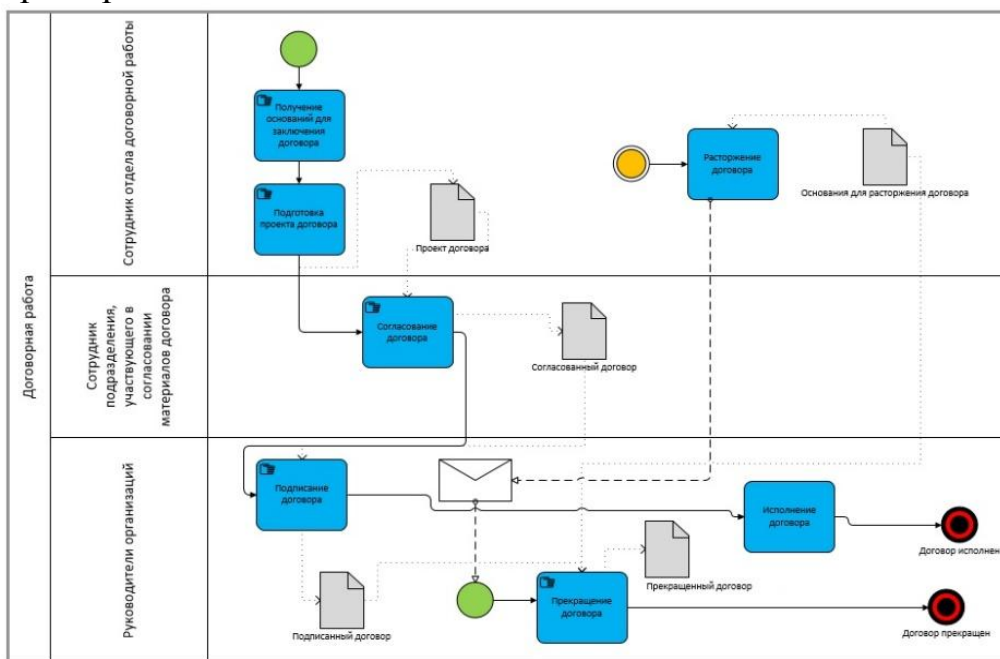 Договорная работа
Сотрудник отдела договорной работы
Получение
оснований для
заключения
договора
Подготовка
проекта договора
Проект договора
Расторжение
договора
Основания для расторжения договора
Сотрудник
подразделения,
участвующего в
согласовании
материалов договора
Согласование
договора
Согласованный договор
Руководители организаций
Подписание
договора
Подписанный договор
Исполнение
договора
Договор исполнен
Прекращенный договор
Прекращение
договора
Договор прекращен